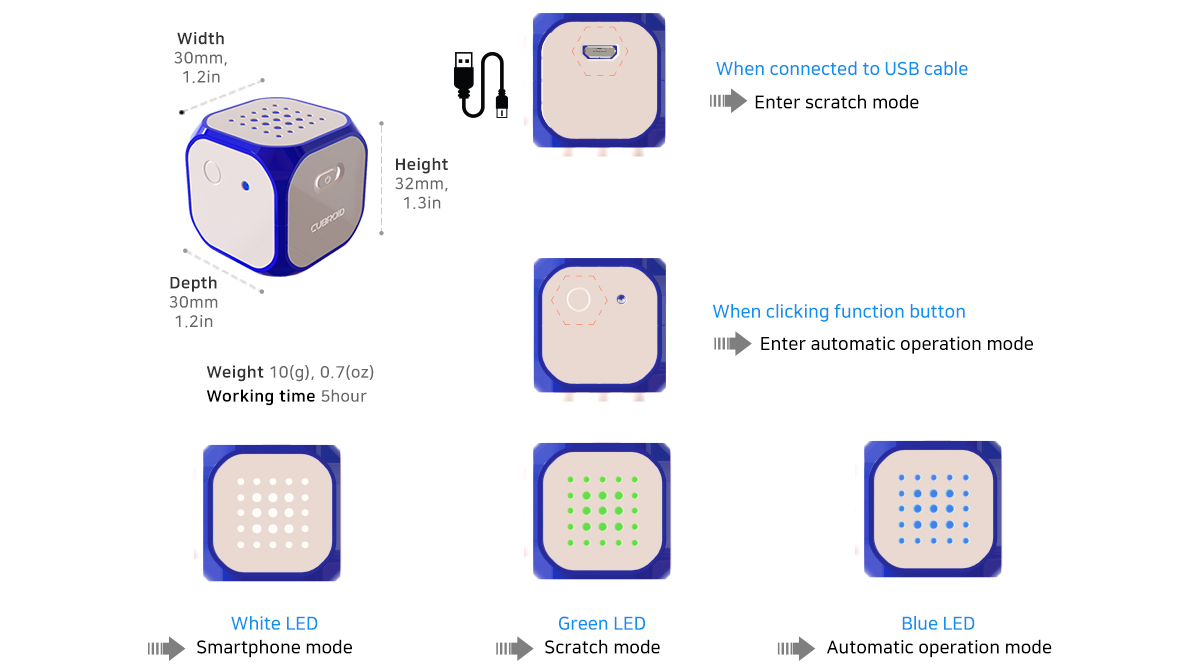 Width
30mm,
1.2in
Height
32mm,
1.3in
CUBROID
Depth
30mm
1.2in
Weight 10(g), 0.7(oz)
Working time 5hour
When connected to USB cable
Enter scratch mode
When clicking function button
Enter automatic operation mode
White LED
Smartphone mode
Green LED
Scratch mode
Blue LED
Automatic operation mode